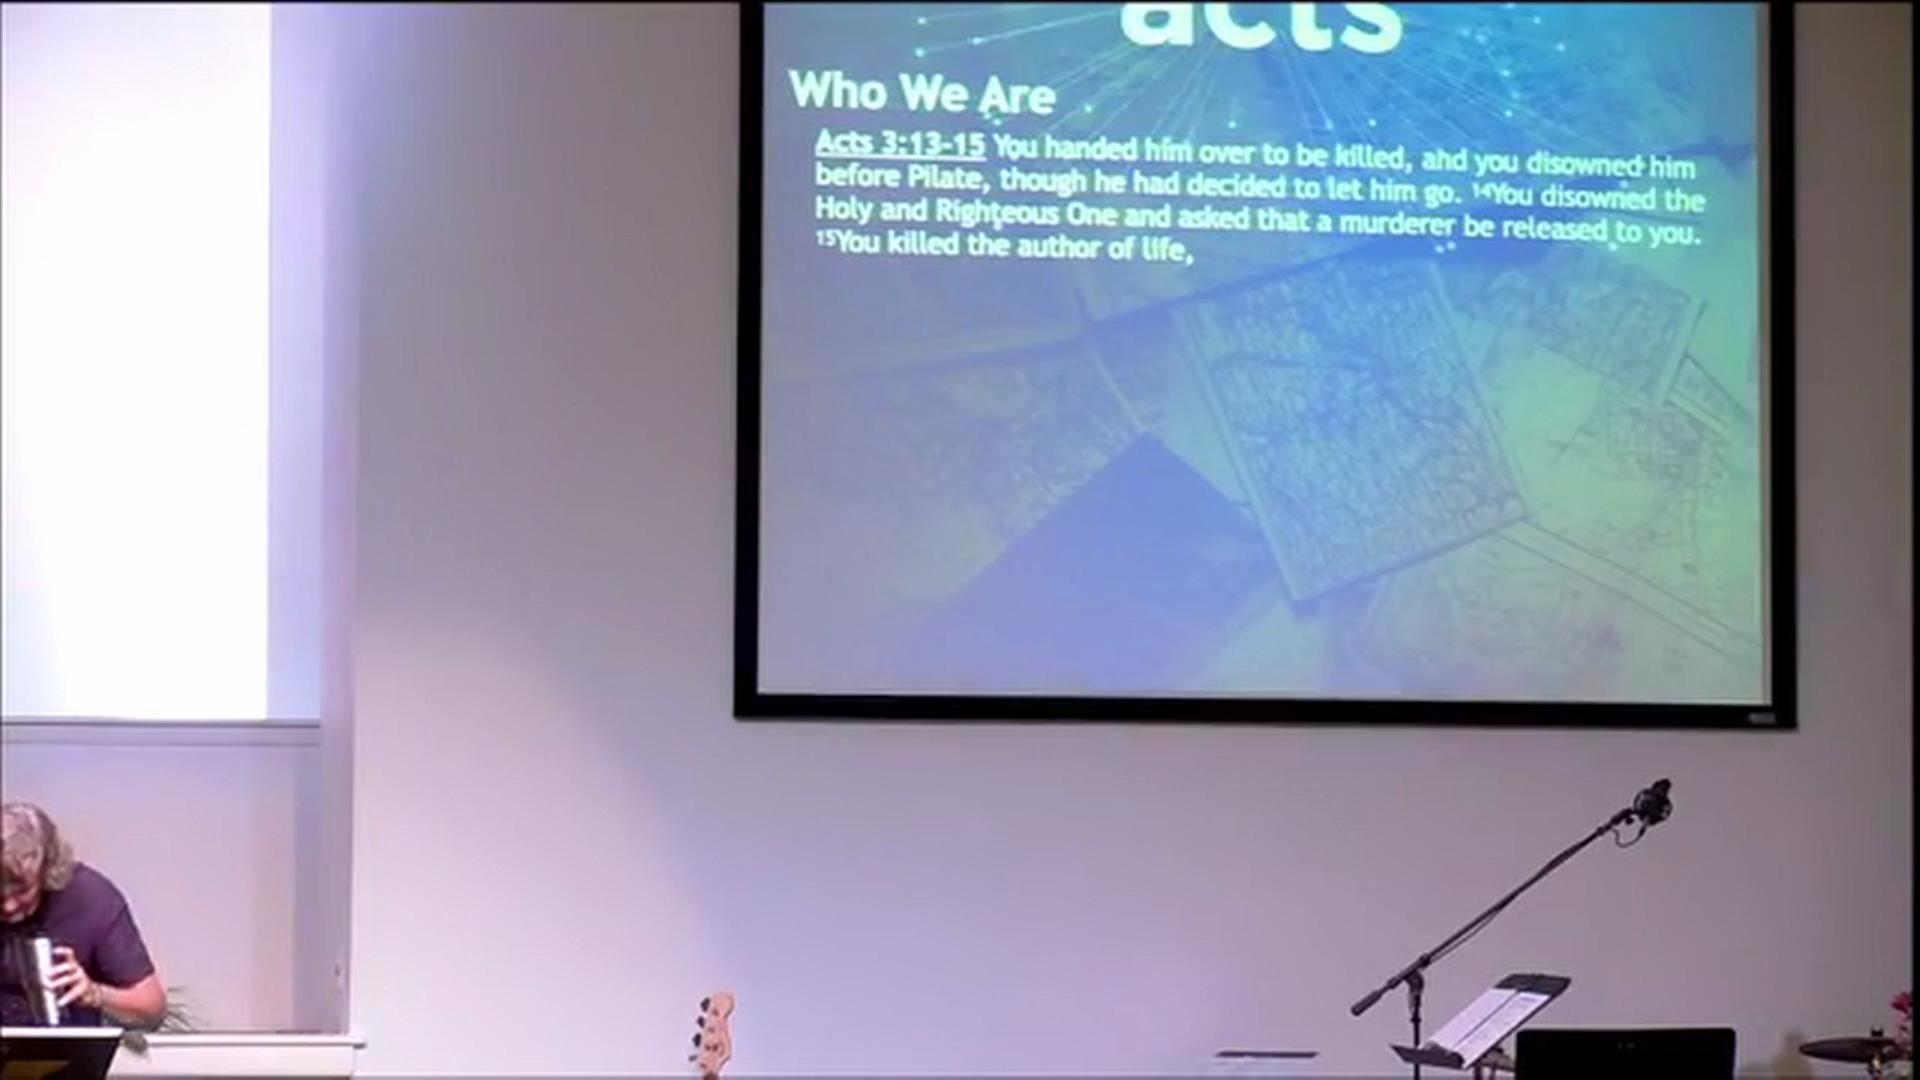 acts
Who We Are
Acts 3:13-15 You handed him over to be killed, and you disowned him
before Pilate, though he had decided to let him go. ¹⁴You disowned the
Holy and Righteous One and asked that a murderer be released to you.
¹⁵You killed the author of life,